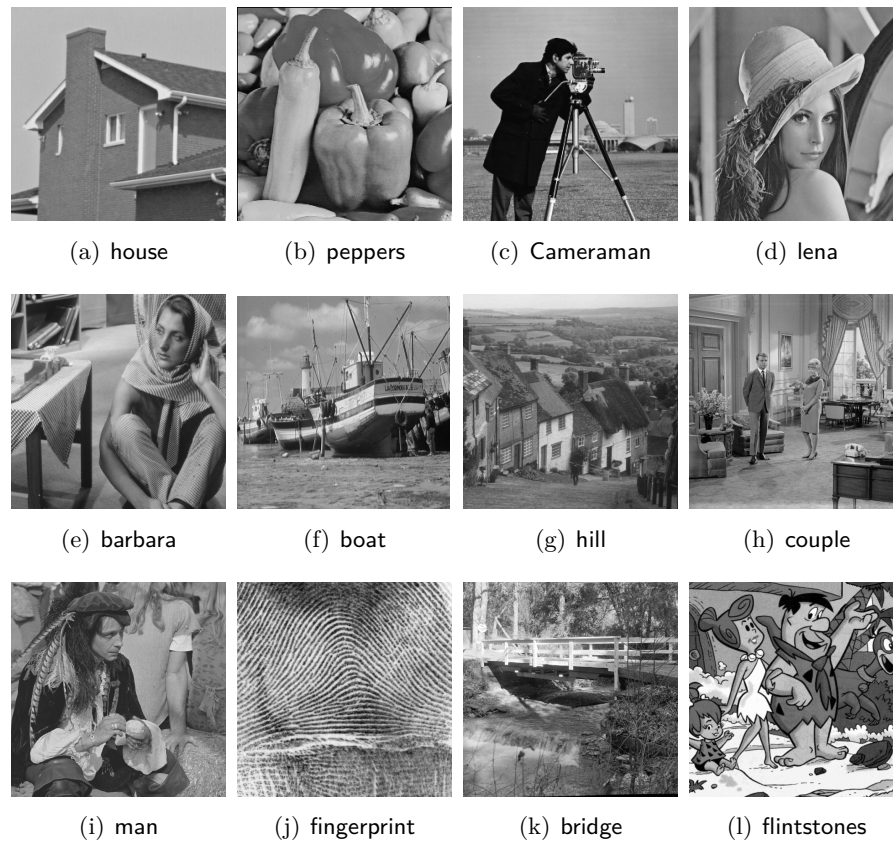 (a) house
(b) peppers
(c) Cameraman
(d) lena
(e) barbara
(f) boat
(g) hill
(h) couple
(i) man
(j) fingerprint
(k) bridge
(l) flintstones